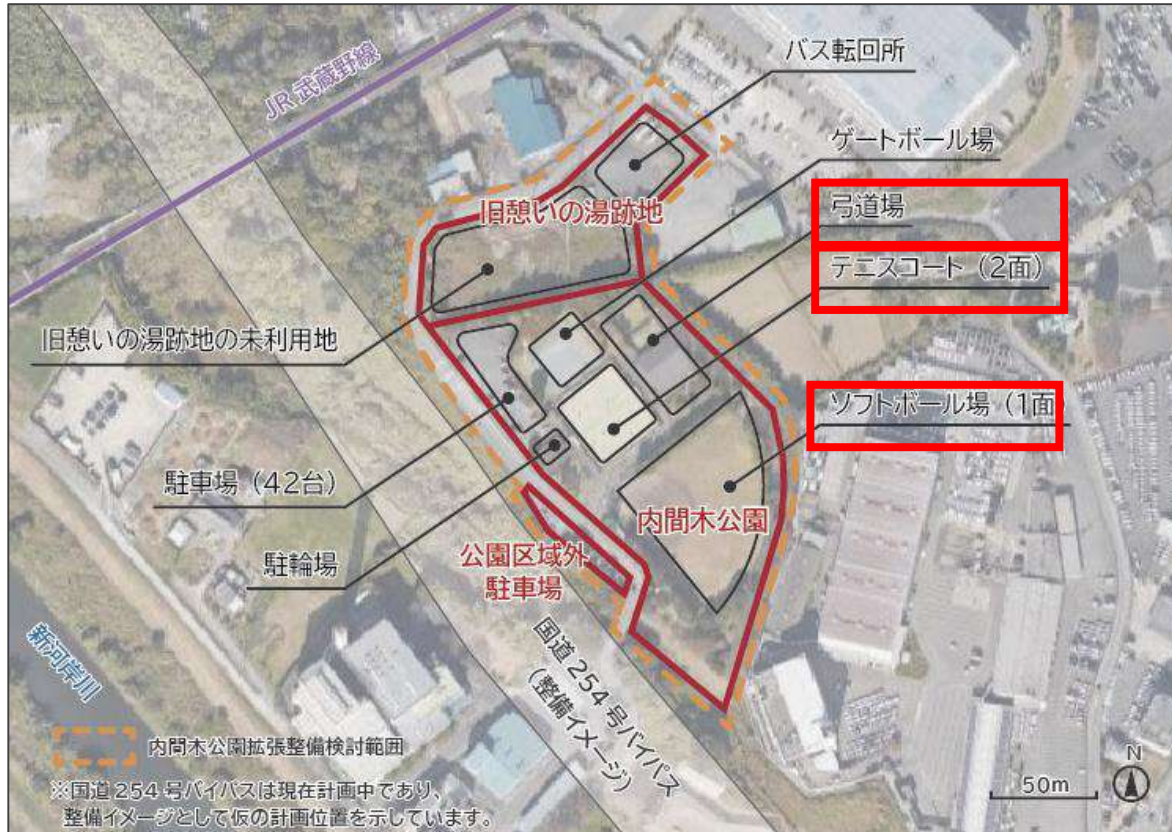 バス転回所
JR 武蔵野線
ゲートボール場
弓道場
旧憩いの湯跡地
テニスコート（2面）
旧憩いの湯跡地の未利用地
ソフトボール場（1面）
駐車場（42台）
内間木公園
駐輪場
公園区域外
駐車場
国道254号バイパス
（整備イメージ）
新河岸川
内間木公園拡張整備検討範囲
※国道254号バイパスは現在計画中であり、
整備イメージとして仮の計画位置を示しています。
50m
N